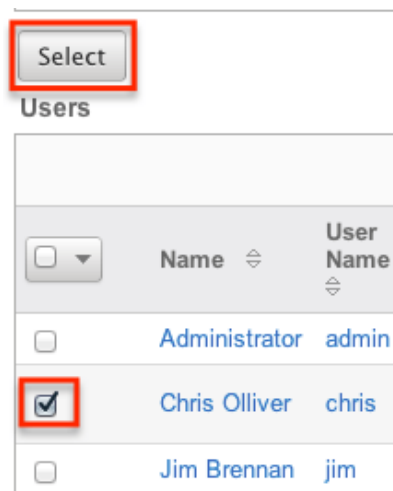 Select
Users
Name
User Name
Administrator admin
Chris Olliver chris
Jim Brennan jim